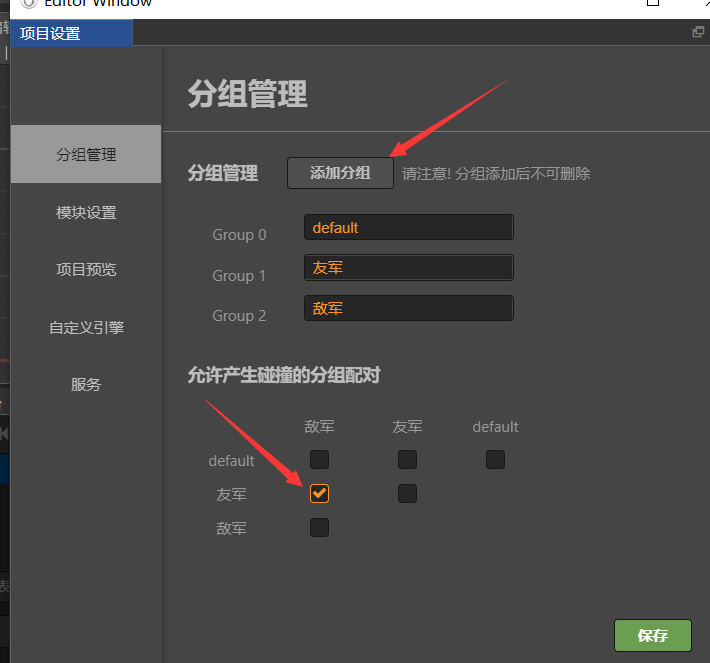 Editor Window
项目设置
分组管理
分组管理
模块设置
项目预览
自定义引擎
服务
分组管理 添加分组 请注意! 分组添加后不可删除
Group 0 default
Group 1 友军
Group 2 敌军
允许产生碰撞的分组配对
敌军 友军 default
default
友军
敌军
保存